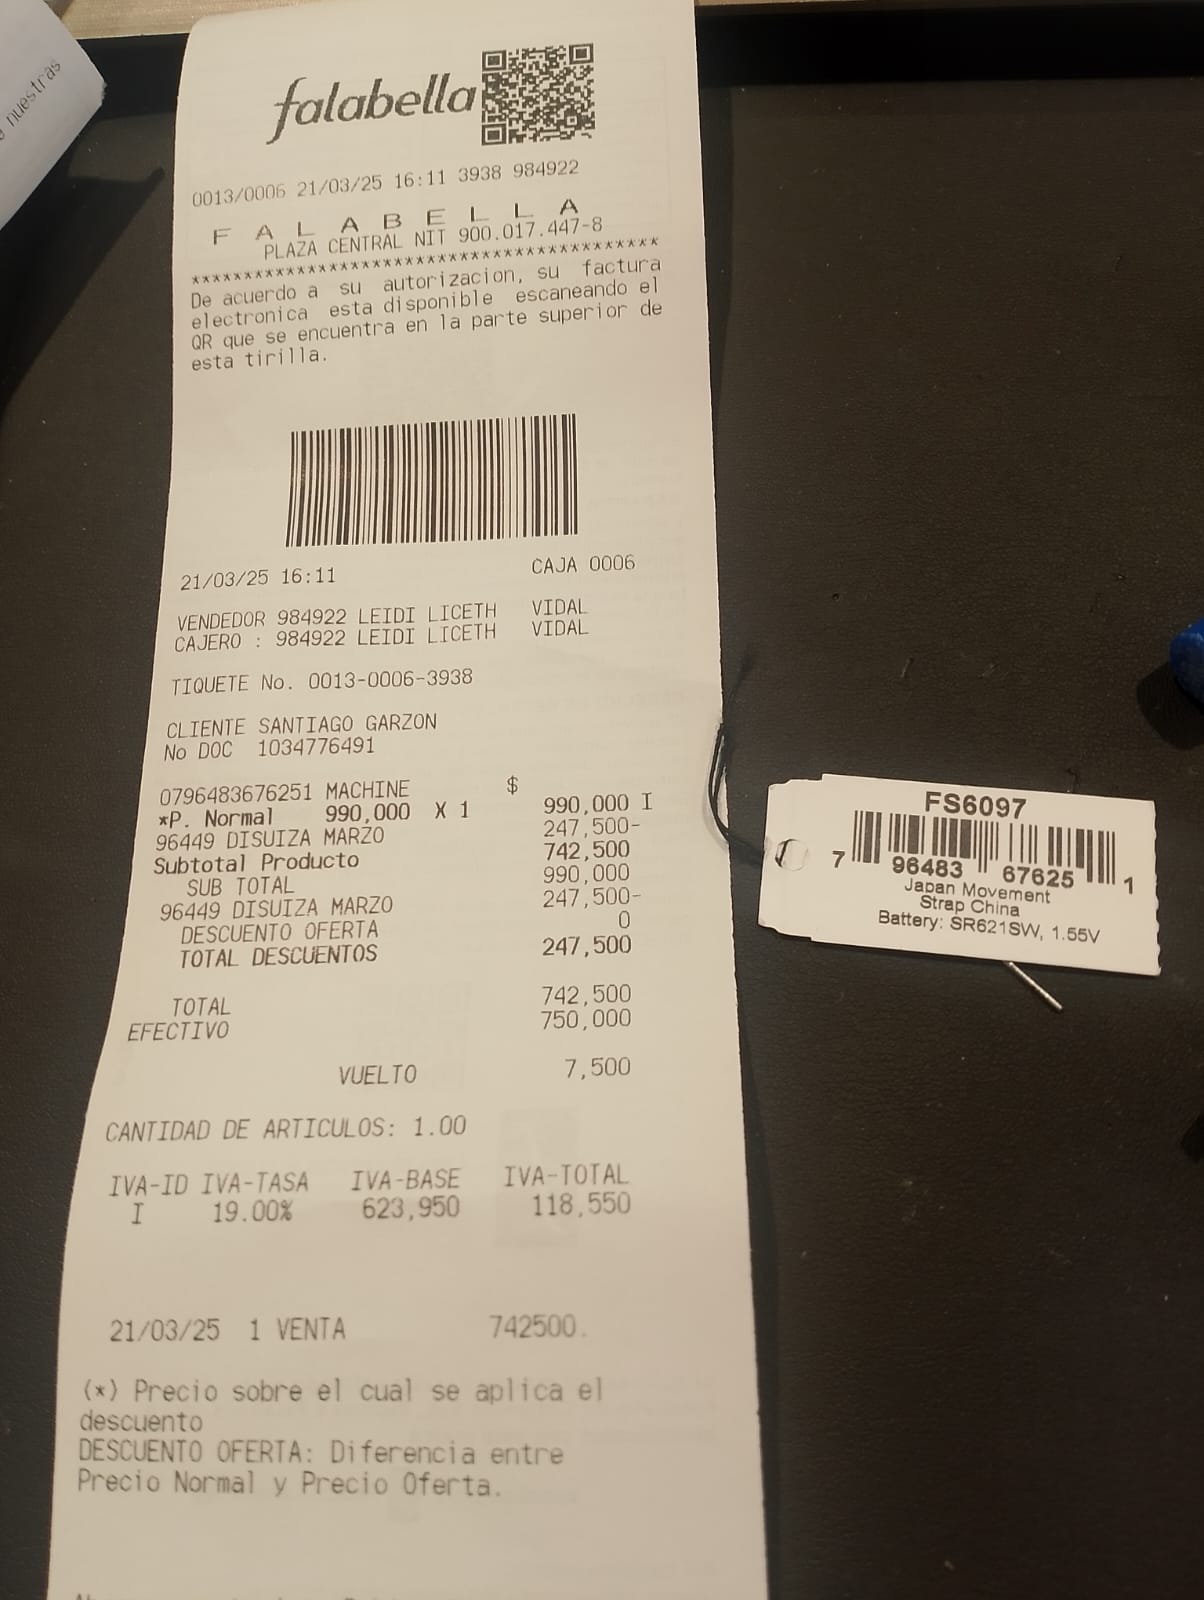 e nuestras
falabella
0013/0006 21/03/25 16:11 3938 984922
F A L A B E L L A
PLAZA CENTRAL NIT 900.017.447-8
*****************************************
De acuerdo a su autorizacion, su factura
electronica esta disponible escaneando el
QR que se encuentra en la parte superior de
esta tirilla.
21/03/25 16:11 CAJA 0006
VENDEDOR 984922 LEIDI LICETH VIDAL
CAJERO : 984922 LEIDI LICETH VIDAL
TIQUETE No. 0013-0006-3938
CLIENTE SANTIAGO GARZON
No DOC 1034776491
0796483676251 MACHINE $ 990,000 I
*P. Normal 990,000 X 1
96449 DISUIZA MARZO 247,500-
Subtotal Producto 742,500
SUB TOTAL 990,000
96449 DISUIZA MARZO 247,500-
DESCUENTO OFERTA 0
TOTAL DESCUENTOS 247,500
TOTAL 742,500
EFECTIVO 750,000
VUELTO 7,500
CANTIDAD DE ARTICULOS: 1.00
IVA-ID IVA-TASA IVA-BASE IVA-TOTAL
I 19.00% 623,950 118,550
21/03/25 1 VENTA 742500.
(*) Precio sobre el cual se aplica el
descuento
DESCUENTO OFERTA: Diferencia entre
Precio Normal y Precio Oferta.
FS6097
7 96483 67625 1
Japan Movement
Strap China
Battery: SR621SW, 1.55V